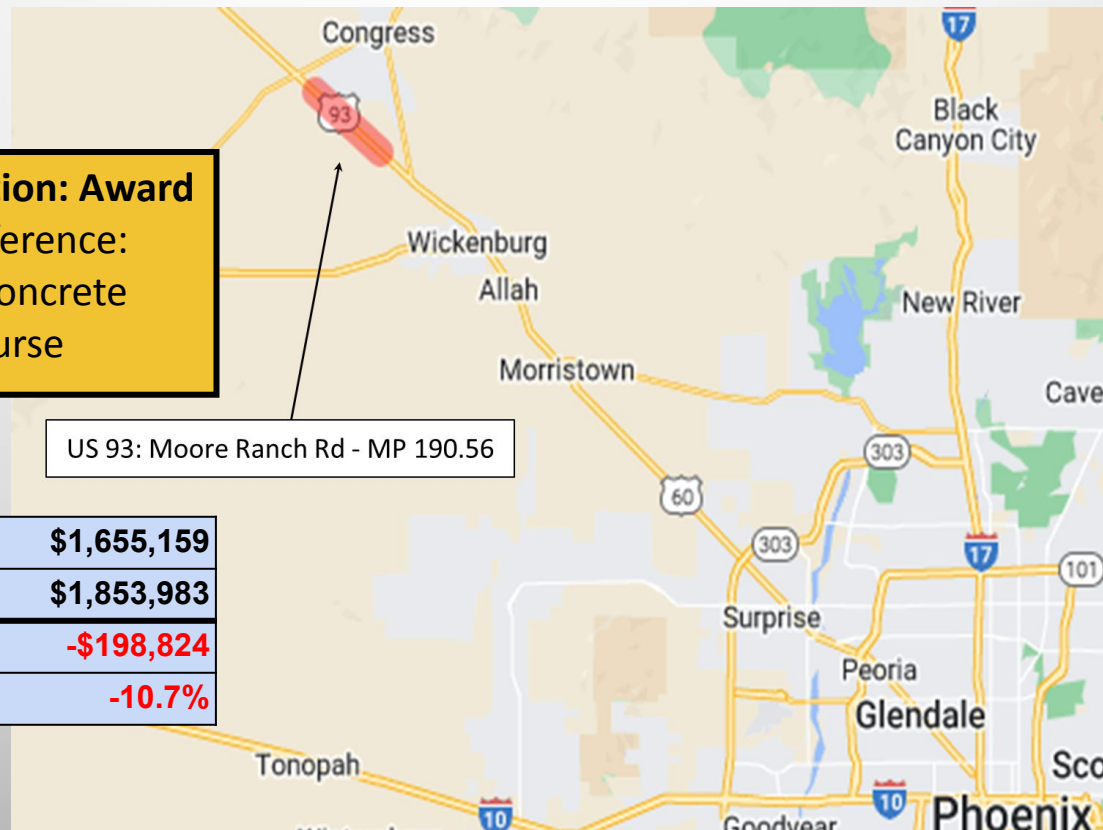 17
Congress
93
Black
Canyon City
tion: Award
ference:
oncrete
urse
Wickenburg
Allah
New River
Morristown
Cave
US 93: Moore Ranch Rd - MP 190.56
303
60
$1,655,159
303
17
101
$1,853,983
Surprise
-$198,824
Peoria
-10.7%
Glendale
Tonopah
Sco
10
10
Phoenix
Goodyear